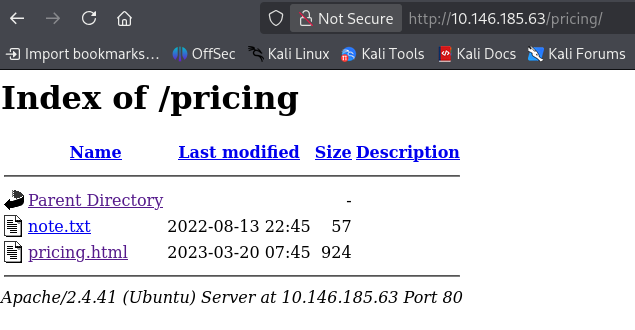 Not Secure http://10.146.185.63/pricing/
Import bookmarks… OffSec Kali Linux Kali Tools Kali Docs Kali Forums
Index of /pricing
Name Last modified Size Description
Parent Directory -
note.txt 2022-08-13 22:45 57
pricing.html 2023-03-20 07:45 924
Apache/2.4.41 (Ubuntu) Server at 10.146.185.63 Port 80